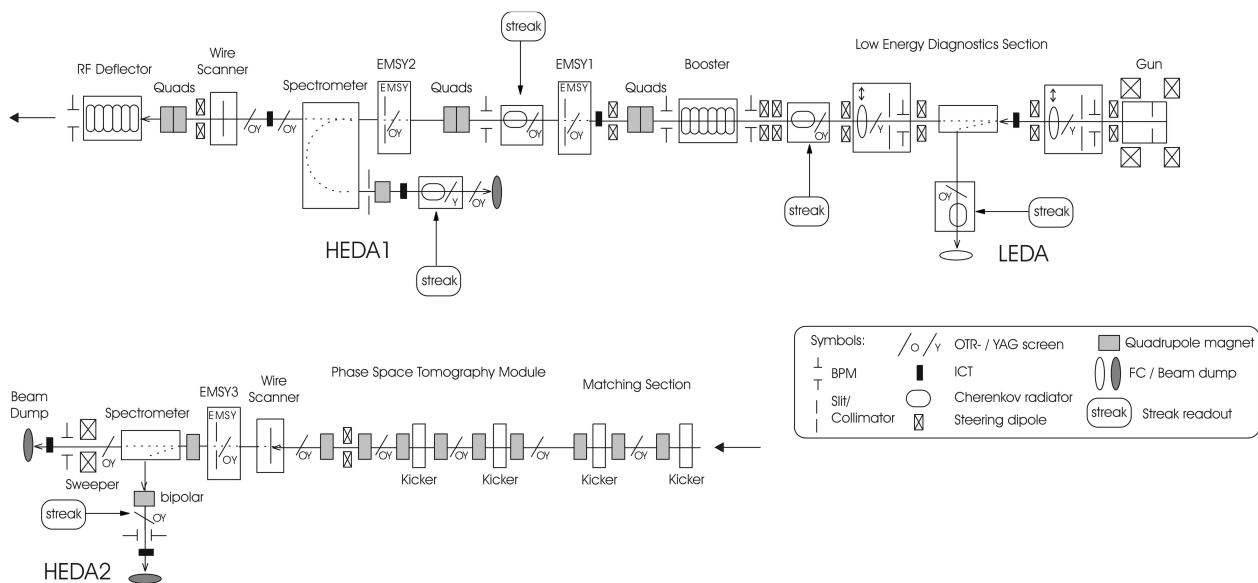 streak
Low Energy Diagnostics Section
Wire
Scanner
RF Deflector
Quads
Spectrometer
EMSY2
Quads
EMSY1
Quads
Booster
Gun
EMSY
EMSY
OY
OY
OY
OY
OY
OY
Y
Y
OY
Y
OY
streak
streak
streak
HEDA1
LEDA
Symbols:
BPM
Slit/
Collimator
O Y OTR- / YAG screen
ICT
Cherenkov radiator
Steering dipole
Quadrupole magnet
FC / Beam dump
streak Streak readout
Phase Space Tomography Module
Matching Section
Beam
Dump
Spectrometer
EMSY3
Wire
Scanner
EMSY
OY
OY
OY
OY
OY
OY
OY
Sweeper
Kicker
Kicker
Kicker
Kicker
bipolar
streak
OY
HEDA2